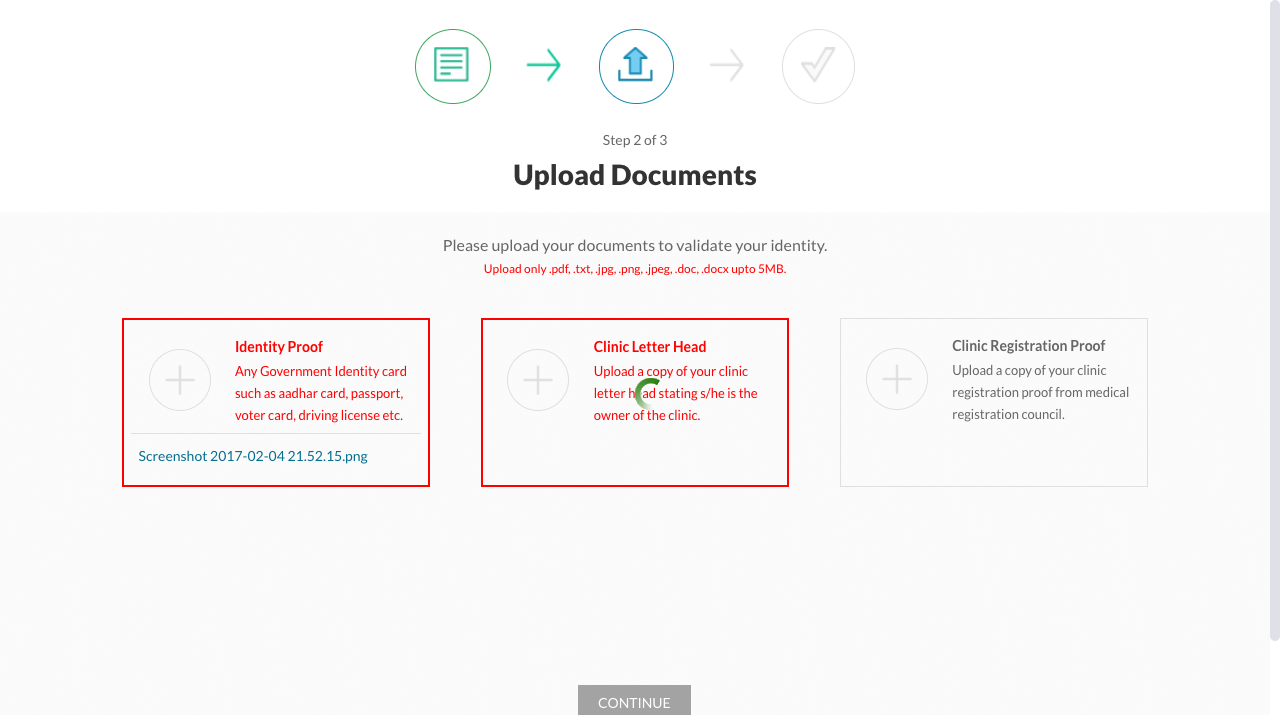 Step 2 of 3
Upload Documents
Please upload your documents to validate your identity.
Upload only .pdf, .txt, .jpg, .png, .jpeg, .doc, .docx upto 5MB.
Identity Proof
Any Government Identity card
such as aadhar card, passport,
voter card, driving license etc.
Screenshot 2017-02-04 21.52.15.png
Clinic Letter Head
Upload a copy of your clinic
letter head stating s/he is the
owner of the clinic.
Clinic Registration Proof
Upload a copy of your clinic
registration proof from medical
registration council.
CONTINUE